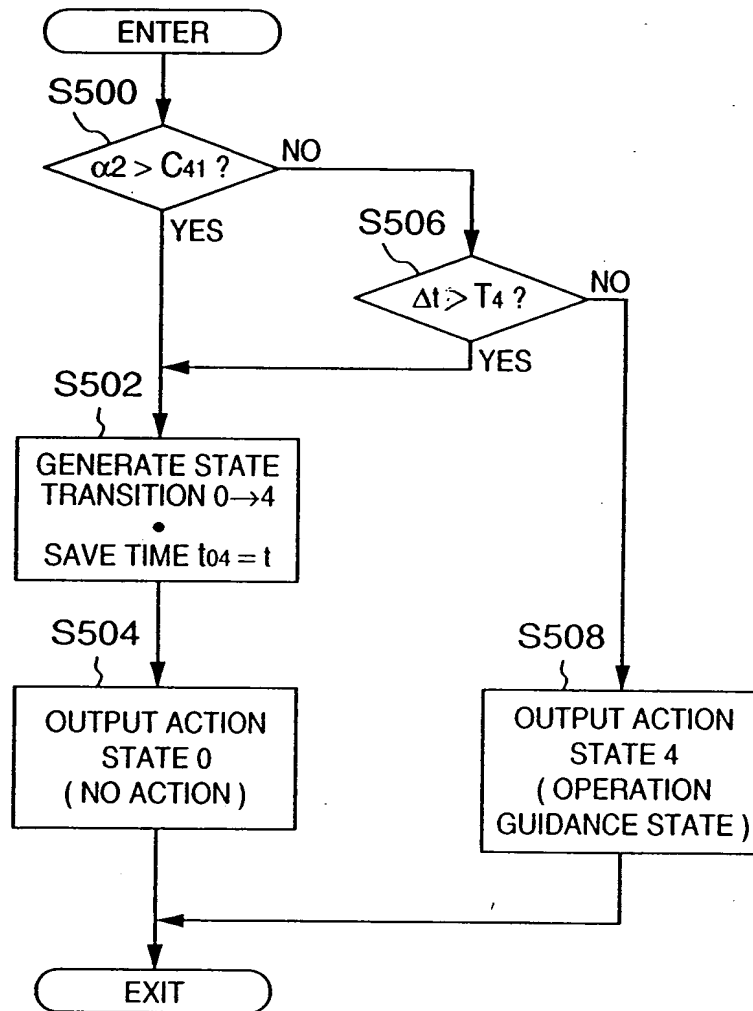 ENTER
S500
α2 > C41 ?
NO
YES
S506
Δt > T4 ?
NO
YES
S502
GENERATE STATE
TRANSITION 0→4
•
SAVE TIME t04 = t
S504
OUTPUT ACTION
STATE 0
( NO ACTION )
S508
OUTPUT ACTION
STATE 4
( OPERATION
GUIDANCE STATE )
EXIT